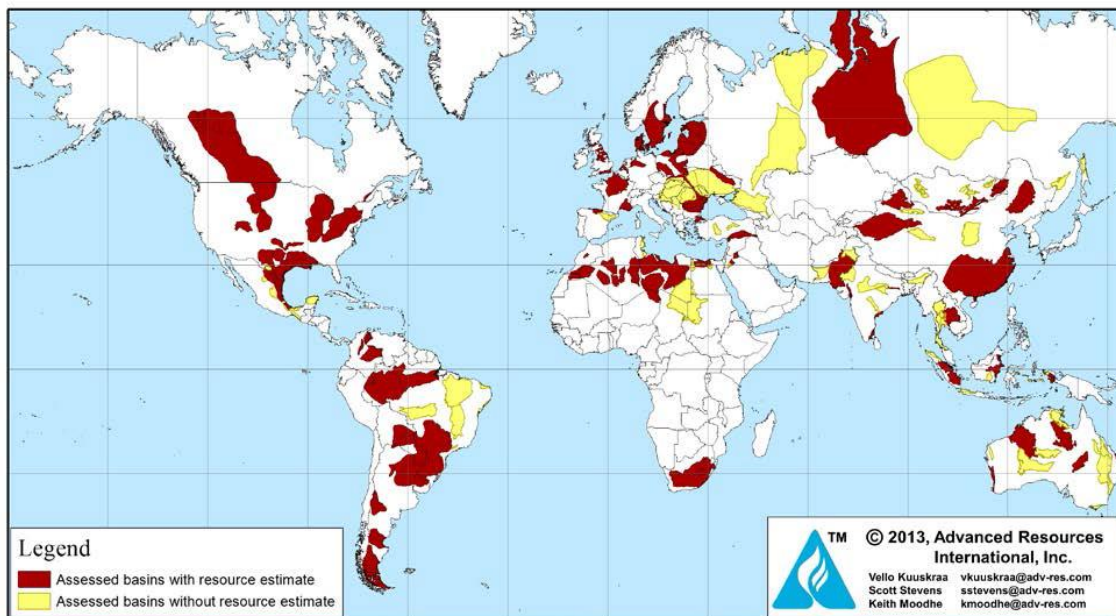 Legend
Assessed basins with resource estimate
Assessed basins without resource estimate
TM
© 2013, Advanced Resources
International, Inc.
Vello Kuuskraa vkuuskraa@adv-res.com
Scott Stevens sstevens@adv-res.com
Keith Moodhe kmoodhe@adv-res.com